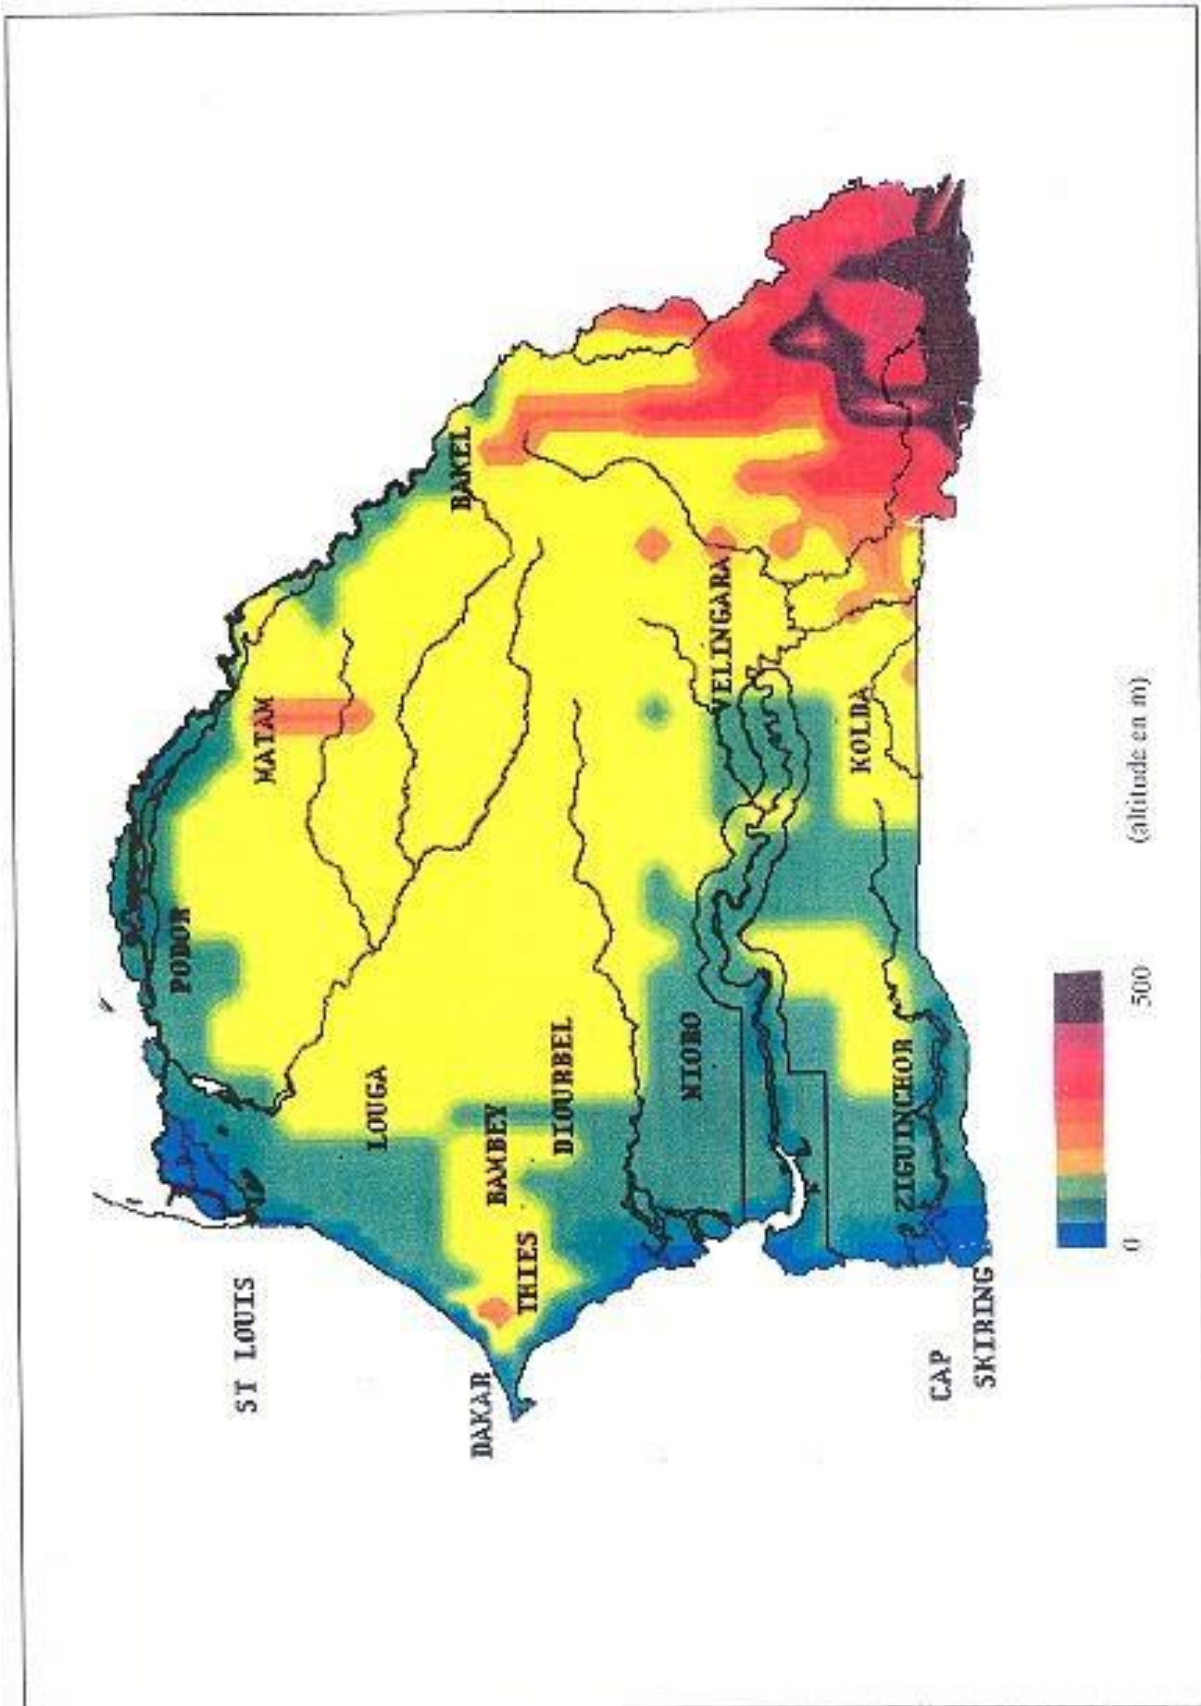 ST LOUIS
PODOR
MATAM
LOUGA
BAKEL
DAKAR
THIES
BAMBEY
DIOURBEL
NIORO
VELINGARA
KOLDA
ZIGUINCHOR
CAP
SKIRING
0
500
(altitude en m)